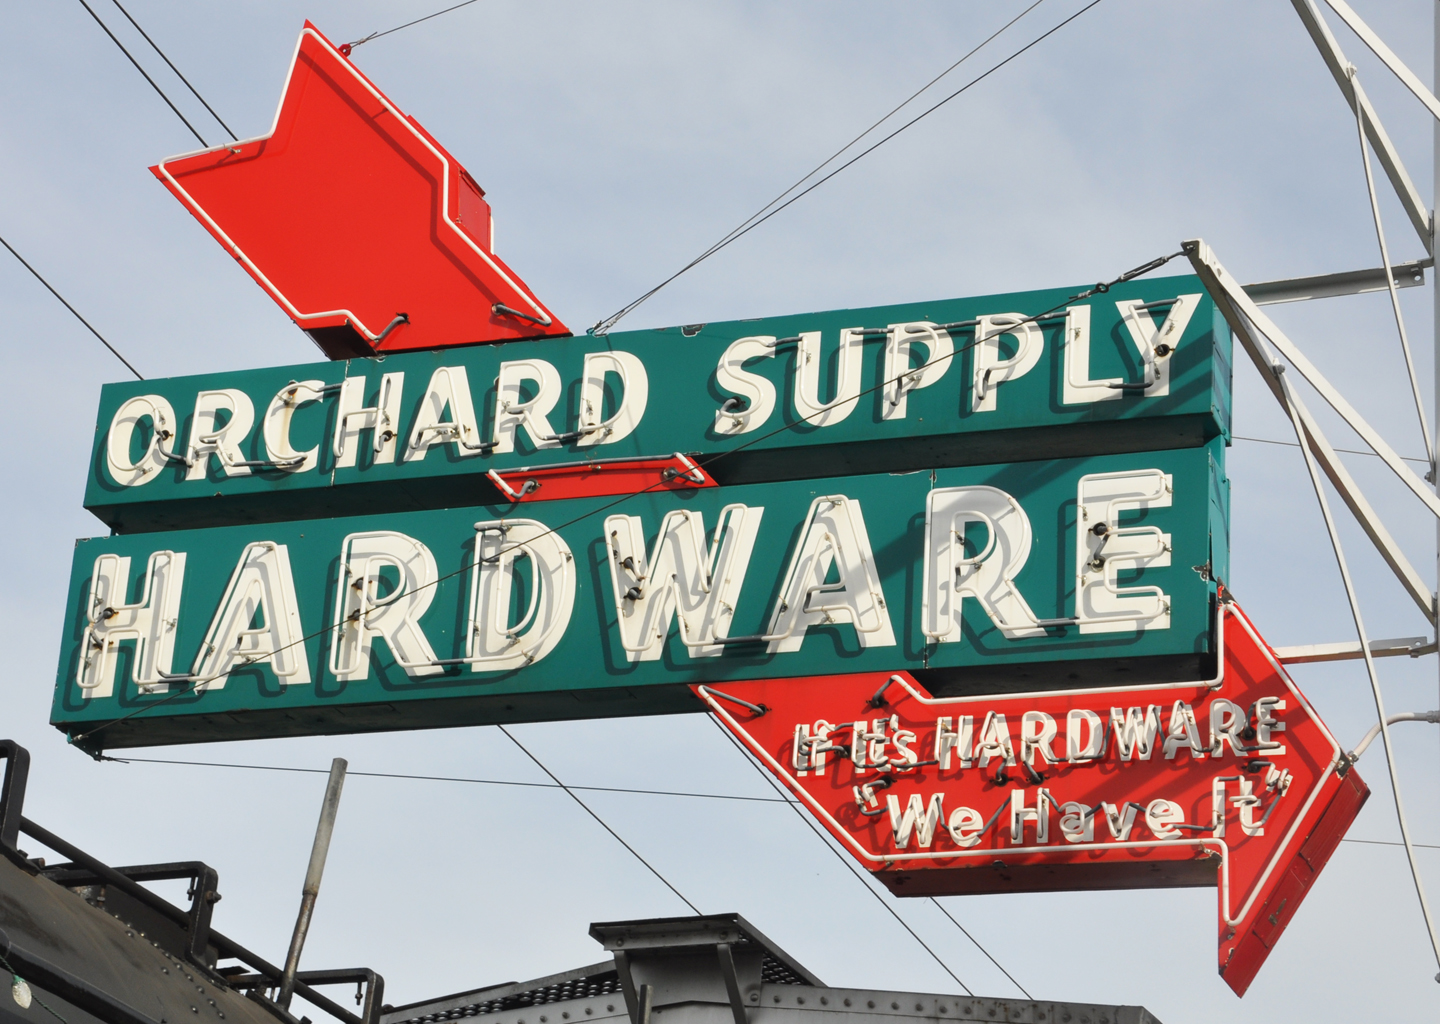 ORCHARD SUPPLY
HARDWARE
If It's HARDWARE
"We Have It"